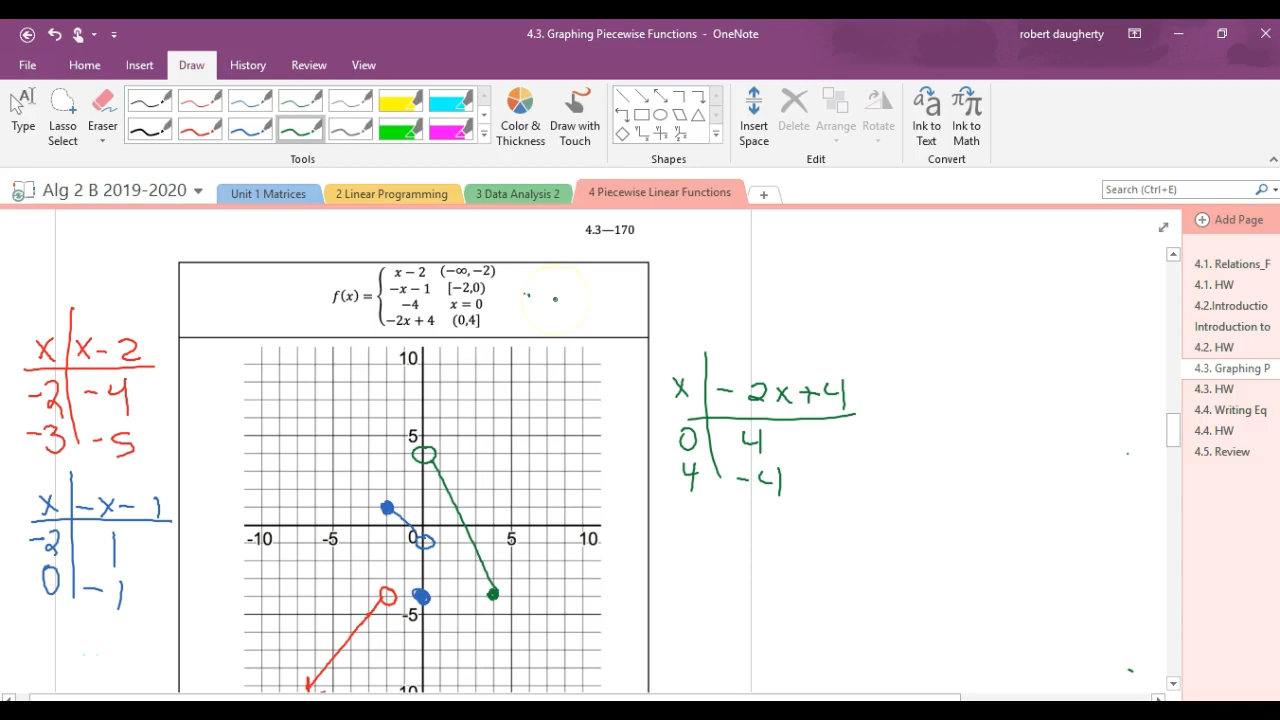 4.3. Graphing Piecewise Functions - OneNote
robert daugherty
File Home Insert Draw History Review View
Type
Lasso Select
Eraser
Color & Thickness
Draw with Touch
Insert Space
Delete
Arrange
Rotate
Ink to Text
Ink to Math
Tools
Shapes
Edit
Convert
Alg 2 B 2019-2020
Unit 1 Matrices
2 Linear Programming
3 Data Analysis 2
4 Piecewise Linear Functions
Search (Ctrl+E)
4.3—170
f(x) = { x − 2 (−∞, −2)
−x − 1 [−2,0)
−4 x = 0
−2x + 4 (0,4]
x x - 2
-2 -4
-3 -5
x -x - 1
-2 1
0 -1
10
5
-10 -5 0 5 10
-5
-10
x -2x+4
0 4
4 -4
Add Page
4.1. Relations_F
4.1. HW
4.2.Introductio
Introduction to
4.2. HW
4.3. Graphing P
4.3. HW
4.4. Writing Eq
4.4. HW
4.5. Review